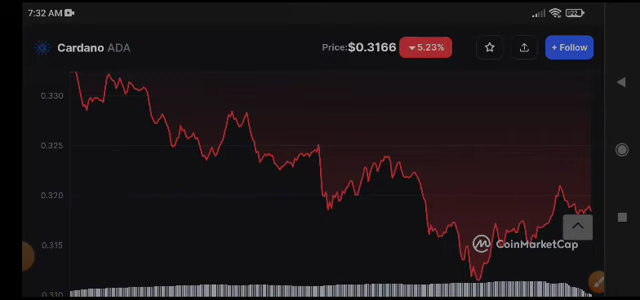 7:32 AM
22
Cardano ADA
Price: $0.3166
5.23%
+ Follow
0.330
0.325
0.320
0.315
0.310
CoinMarketCap